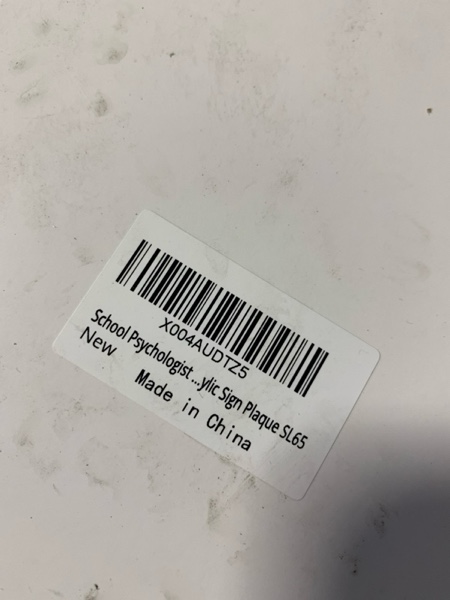 X004AUDTZ5
School Psychologist ...ylic Sign Plaque SL65
New
Made in China